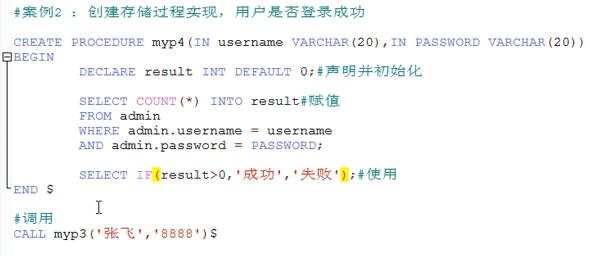 #案例2 ：创建存储过程实现，用户是否登录成功
CREATE PROCEDURE myp4(IN username VARCHAR(20),IN PASSWORD VARCHAR(20))
BEGIN
DECLARE result INT DEFAULT 0;#声明并初始化
SELECT COUNT(*) INTO result#赋值
FROM admin
WHERE admin.username = username
AND admin.password = PASSWORD;
SELECT IF(result>0,'成功','失败');#使用
END $
#调用
CALL myp3('张飞','8888')$